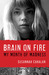 BRAIN ON FIRE
MY MONTH OF MADNESS
SUSANNAH CAHALAN